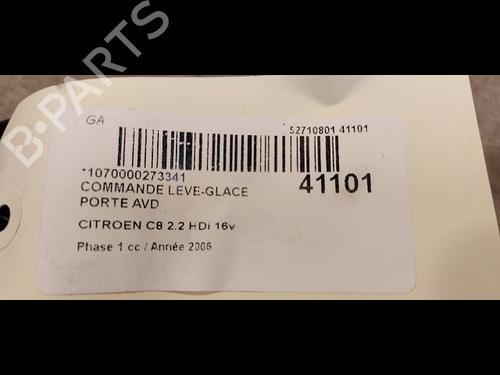 B-PARTS
GA
52710801 41101
*1070000273341
41101
COMMANDE LEVE-GLACE
PORTE AVD
CITROEN C8 2.2 HDi 16v
Phase 1 cc / Année 2006